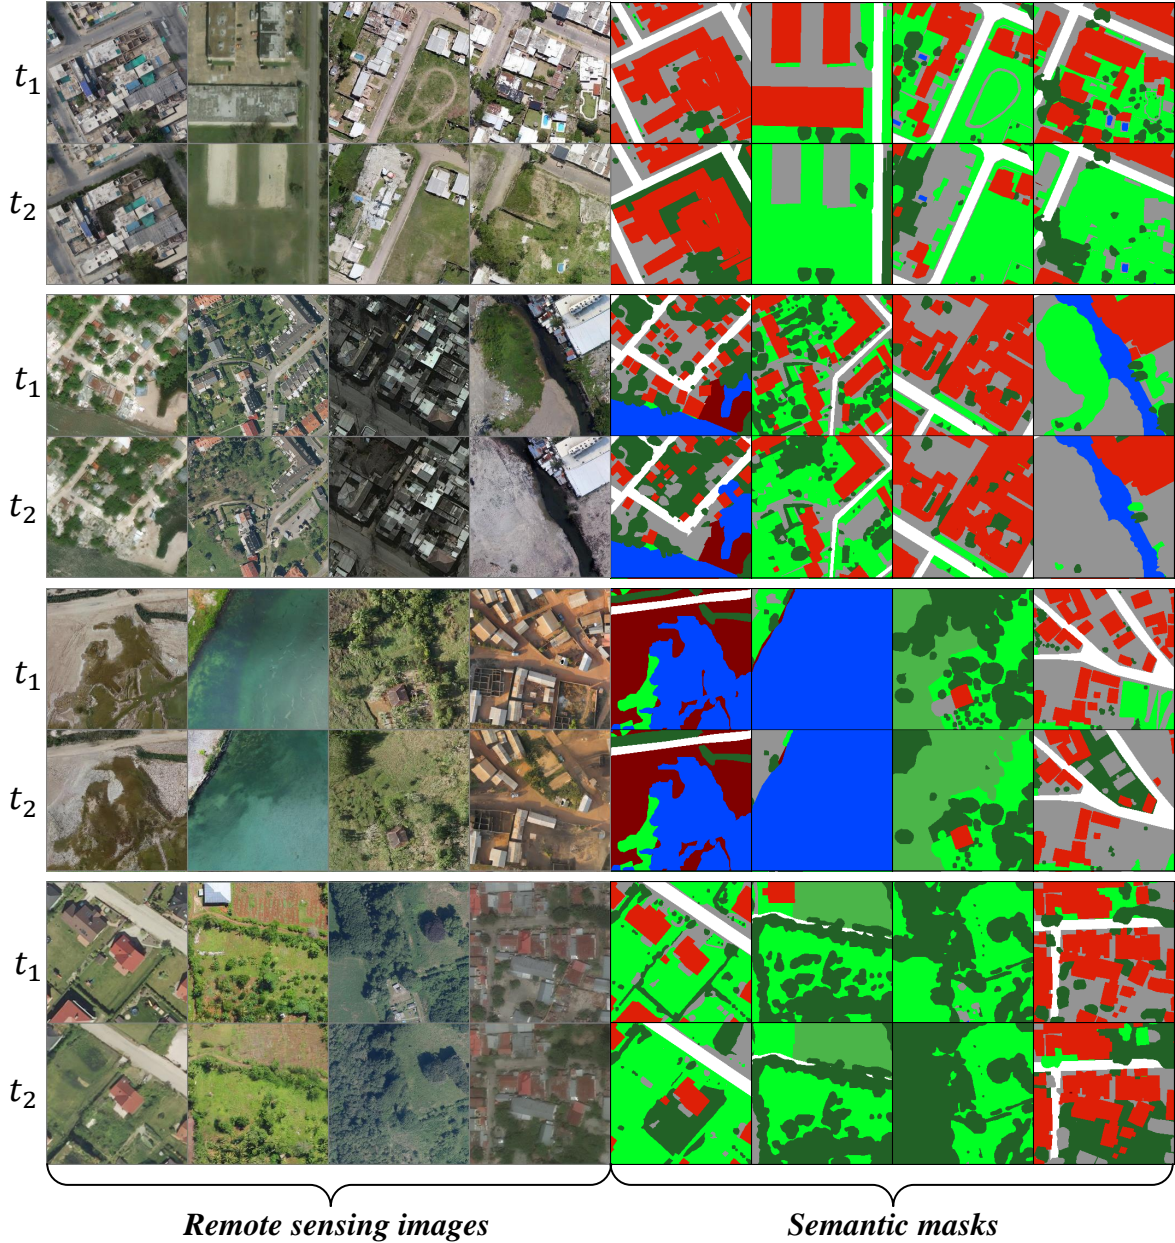 t₁
t₂
t₁
t₂
t₁
t₂
t₁
t₂
Remote sensing images
Semantic masks